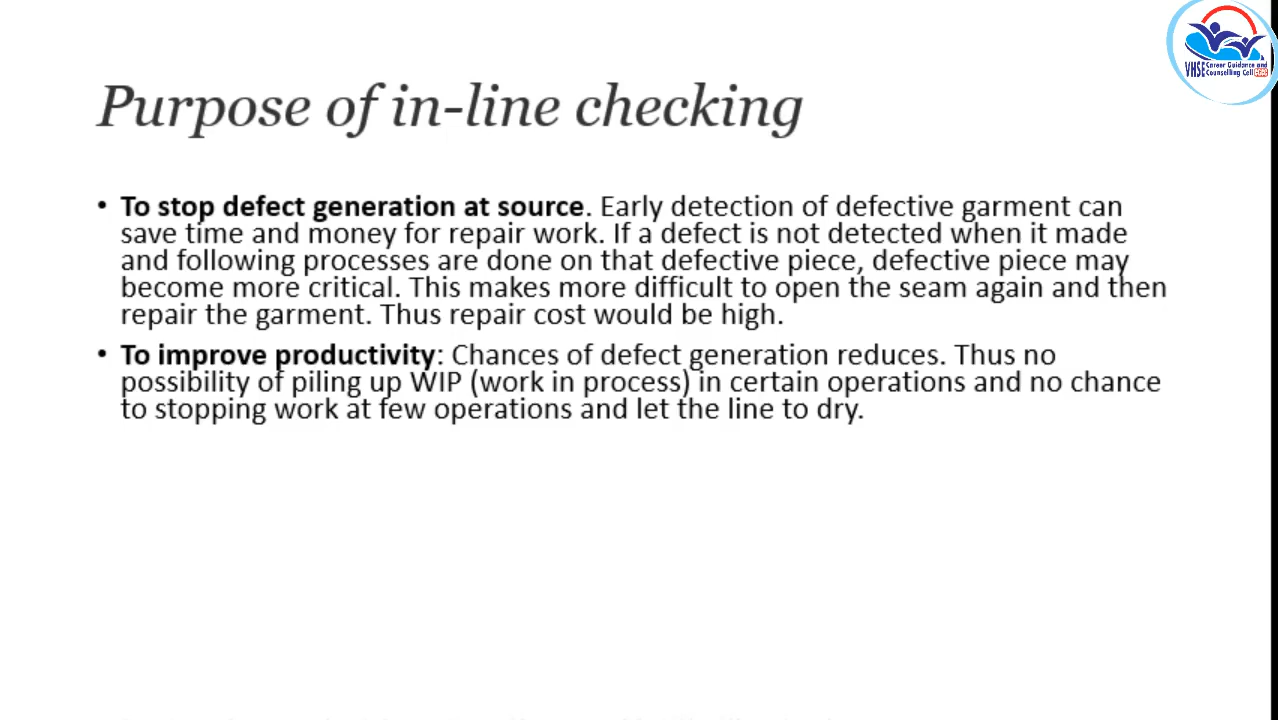 VHSE Career Guidance and
Counselling Cell
Purpose of in-line checking
• To stop defect generation at source. Early detection of defective garment can
save time and money for repair work. If a defect is not detected when it made
and following processes are done on that defective piece, defective piece may
become more critical. This makes more difficult to open the seam again and then
repair the garment. Thus repair cost would be high.
• To improve productivity: Chances of defect generation reduces. Thus no
possibility of piling up WIP (work in process) in certain operations and no chance
to stopping work at few operations and let the line to dry.